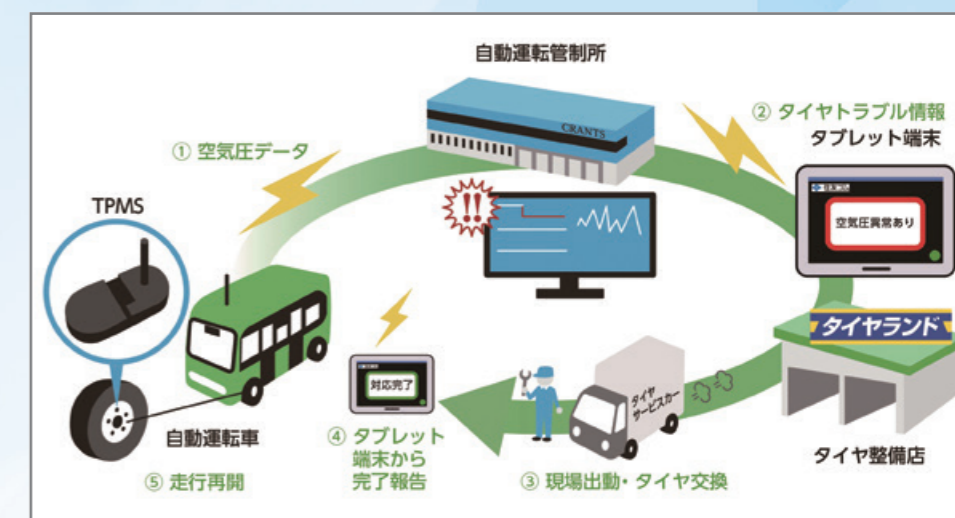 自動運転管制所
CRANTS
① 空気圧データ
② タイヤトラブル情報
タブレット端末
空気圧異常あり
TPMS
!!
タイヤランド
対応完了
タイヤ
サービスカー
自動運転車
④ タブレット
端末から
完了報告
タイヤ整備店
⑤ 走行再開
③ 現場出動・タイヤ交換